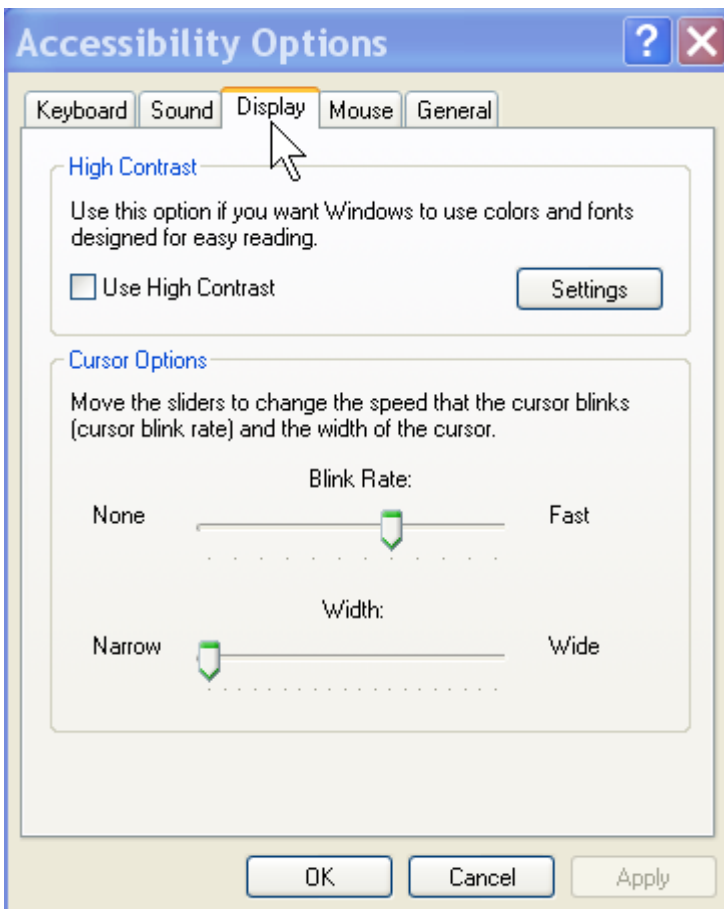 Accessibility Options
Keyboard Sound Display Mouse General
High Contrast
Use this option if you want Windows to use colors and fonts
designed for easy reading.
Use High Contrast Settings
Cursor Options
Move the sliders to change the speed that the cursor blinks
(cursor blink rate) and the width of the cursor.
Blink Rate:
None Fast
Width:
Narrow Wide
OK Cancel Apply